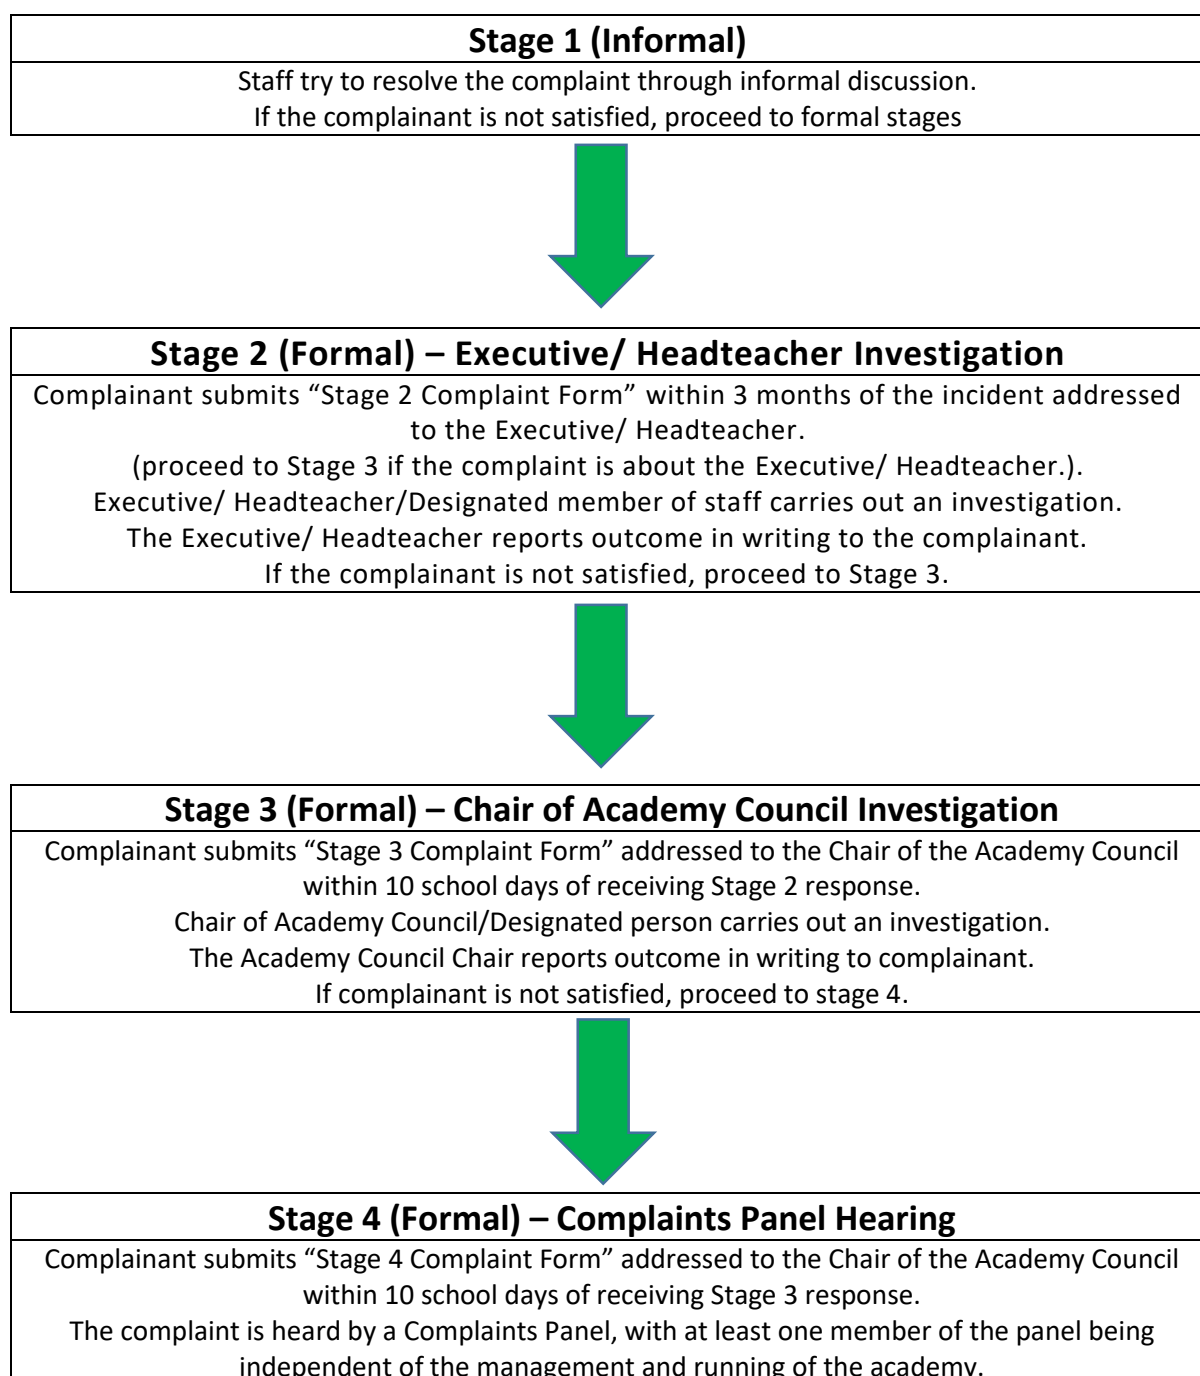 Stage 1 (Informal)
Staff try to resolve the complaint through informal discussion.
If the complainant is not satisfied, proceed to formal stages
Stage 2 (Formal) – Executive/ Headteacher Investigation
Complainant submits “Stage 2 Complaint Form” within 3 months of the incident addressed
to the Executive/ Headteacher.
(proceed to Stage 3 if the complaint is about the Executive/ Headteacher.).
Executive/ Headteacher/Designated member of staff carries out an investigation.
The Executive/ Headteacher reports outcome in writing to the complainant.
If the complainant is not satisfied, proceed to Stage 3.
Stage 3 (Formal) – Chair of Academy Council Investigation
Complainant submits “Stage 3 Complaint Form” addressed to the Chair of the Academy Council
within 10 school days of receiving Stage 2 response.
Chair of Academy Council/Designated person carries out an investigation.
The Academy Council Chair reports outcome in writing to complainant.
If complainant is not satisfied, proceed to stage 4.
Stage 4 (Formal) – Complaints Panel Hearing
Complainant submits “Stage 4 Complaint Form” addressed to the Chair of the Academy Council
within 10 school days of receiving Stage 3 response.
The complaint is heard by a Complaints Panel, with at least one member of the panel being
independent of the management and running of the academy.